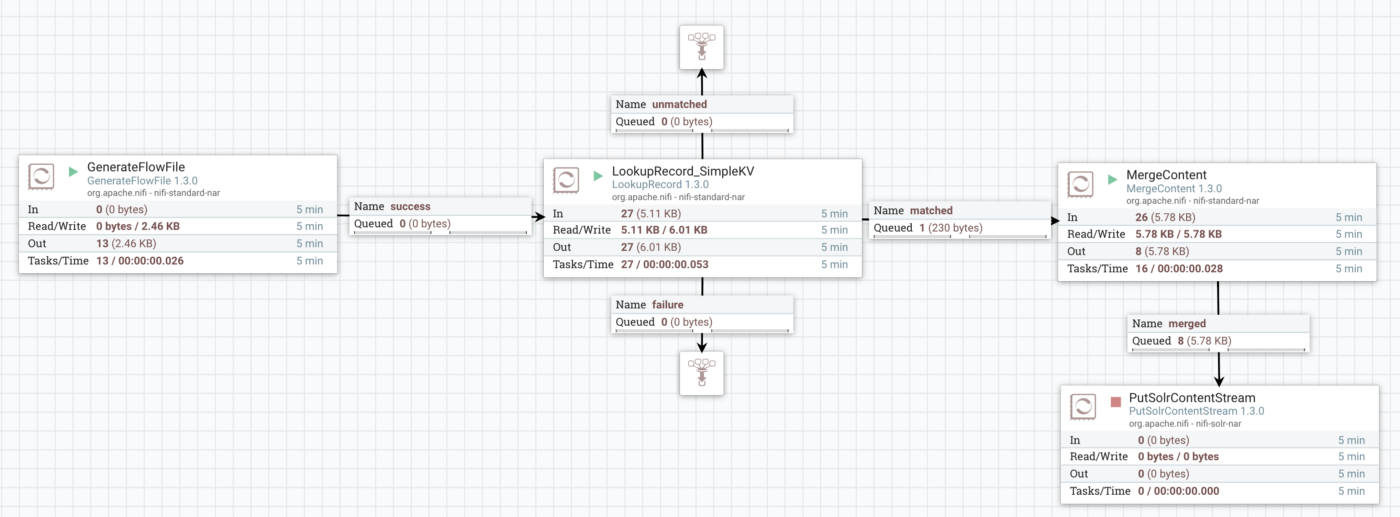 Name unmatched
Queued 0 (0 bytes)
GenerateFlowFile
GenerateFlowFile 1.3.0
org.apache.nifi - nifi-standard-nar
In 0 (0 bytes) 5 min
Read/Write 0 bytes / 2.46 KB 5 min
Out 13 (2.46 KB) 5 min
Tasks/Time 13 / 00:00:00.026 5 min
Name success
Queued 0 (0 bytes)
LookupRecord_SimpleKV
LookupRecord 1.3.0
org.apache.nifi - nifi-standard-nar
In 27 (5.11 KB) 5 min
Read/Write 5.11 KB / 6.01 KB 5 min
Out 27 (6.01 KB) 5 min
Tasks/Time 27 / 00:00:00.053 5 min
Name matched
Queued 1 (230 bytes)
MergeContent
MergeContent 1.3.0
org.apache.nifi - nifi-standard-nar
In 26 (5.78 KB) 5 min
Read/Write 5.78 KB / 5.78 KB 5 min
Out 8 (5.78 KB) 5 min
Tasks/Time 16 / 00:00:00.028 5 min
Name failure
Queued 0 (0 bytes)
Name merged
Queued 8 (5.78 KB)
PutSolrContentStream
PutSolrContentStream 1.3.0
org.apache.nifi - nifi-solr-nar
In 0 (0 bytes) 5 min
Read/Write 0 bytes / 0 bytes 5 min
Out 0 (0 bytes) 5 min
Tasks/Time 0 / 00:00:00.000 5 min